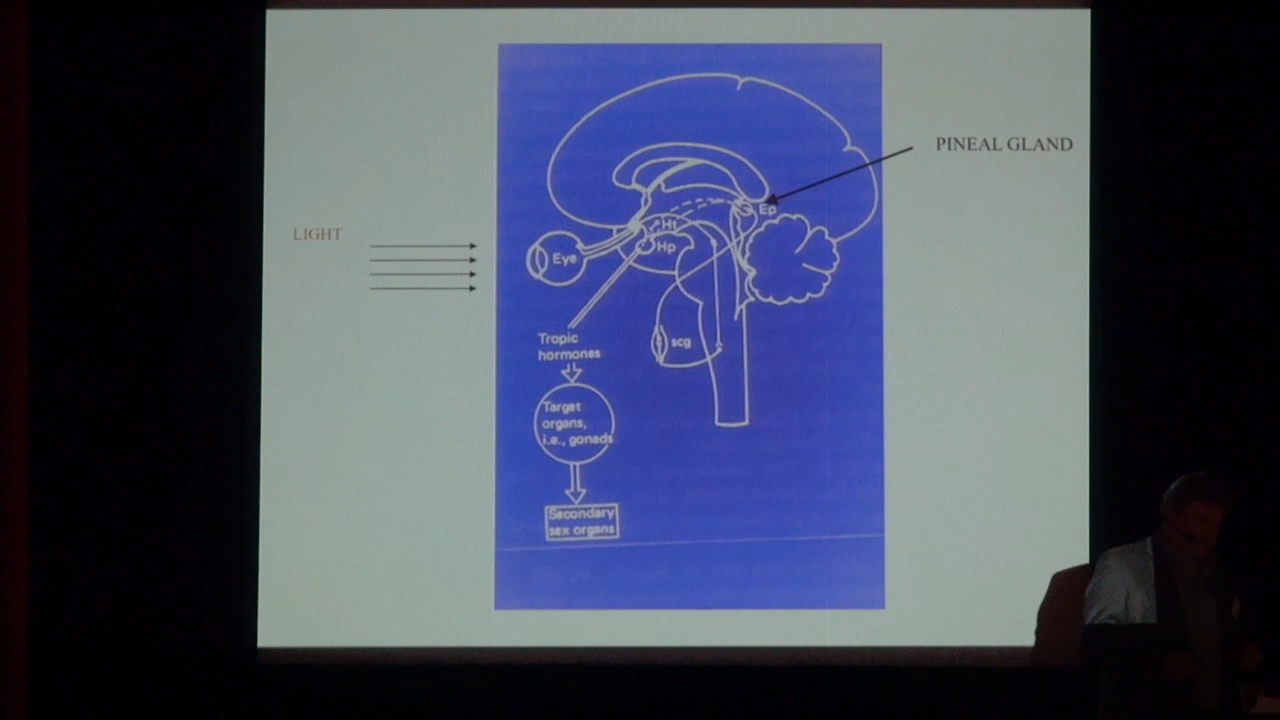 PINEAL GLAND
LIGHT
Ep
Ht
Hp
Eye
scg
Tropic
hormones
Target
organs,
i.e., gonads
Secondary
sex organs